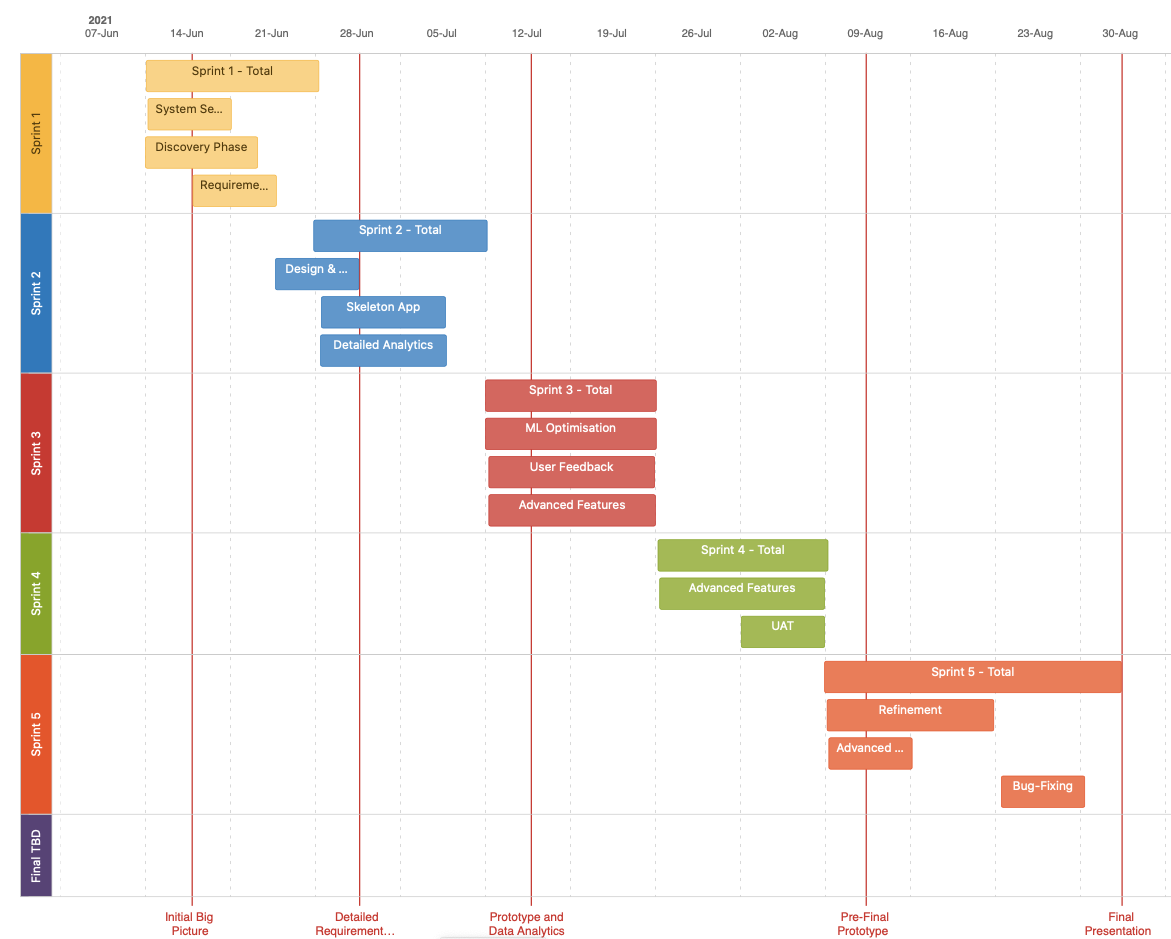 2021
07-Jun 14-Jun 21-Jun 28-Jun 05-Jul 12-Jul 19-Jul 26-Jul 02-Aug 09-Aug 16-Aug 23-Aug 30-Aug
Sprint 1
Sprint 1 - Total
System Se...
Discovery Phase
Requireme...
Sprint 2
Sprint 2 - Total
Design & ...
Skeleton App
Detailed Analytics
Sprint 3
Sprint 3 - Total
ML Optimisation
User Feedback
Advanced Features
Sprint 4
Sprint 4 - Total
Advanced Features
UAT
Sprint 5
Sprint 5 - Total
Refinement
Advanced ...
Bug-Fixing
Final TBD
Initial Big
Picture
Detailed
Requirement...
Prototype and
Data Analytics
Pre-Final
Prototype
Final
Presentation